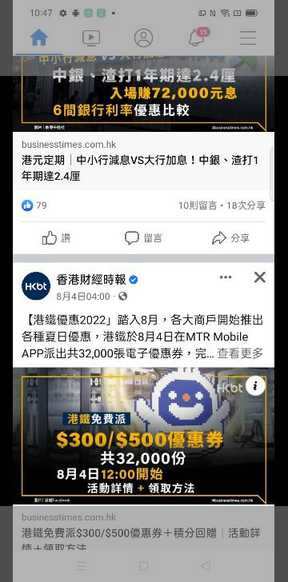 10:47
15
中小行減息VS大行加息
中銀、渣打1年期達2.4厘
入場賺72,000元息
6間銀行利率優惠比較
businesstimes.com.hk
businesstimes.com.hk
港元定期｜中小行減息VS大行加息！中銀、渣打1
年期達2.4厘
79
10則留言・18次分享
讚
留言
分享
HKbt
香港財經時報
8月4日04:00 ·
【港鐵優惠2022】踏入8月，各大商戶開始推出
各種夏日優惠，港鐵於8月4日在MTR Mobile
APP派出共32,000張電子優惠券，完... 查看更多
HKbt
港鐵免費派
$300/$500優惠券
共32,000份
8月4日12:00開始
活動詳情 + 領取方法
businesstimes.com.hk
businesstimes.com.hk
港鐵免費派$300/$500優惠券＋積分回贈｜活動詳
情＋領取方法